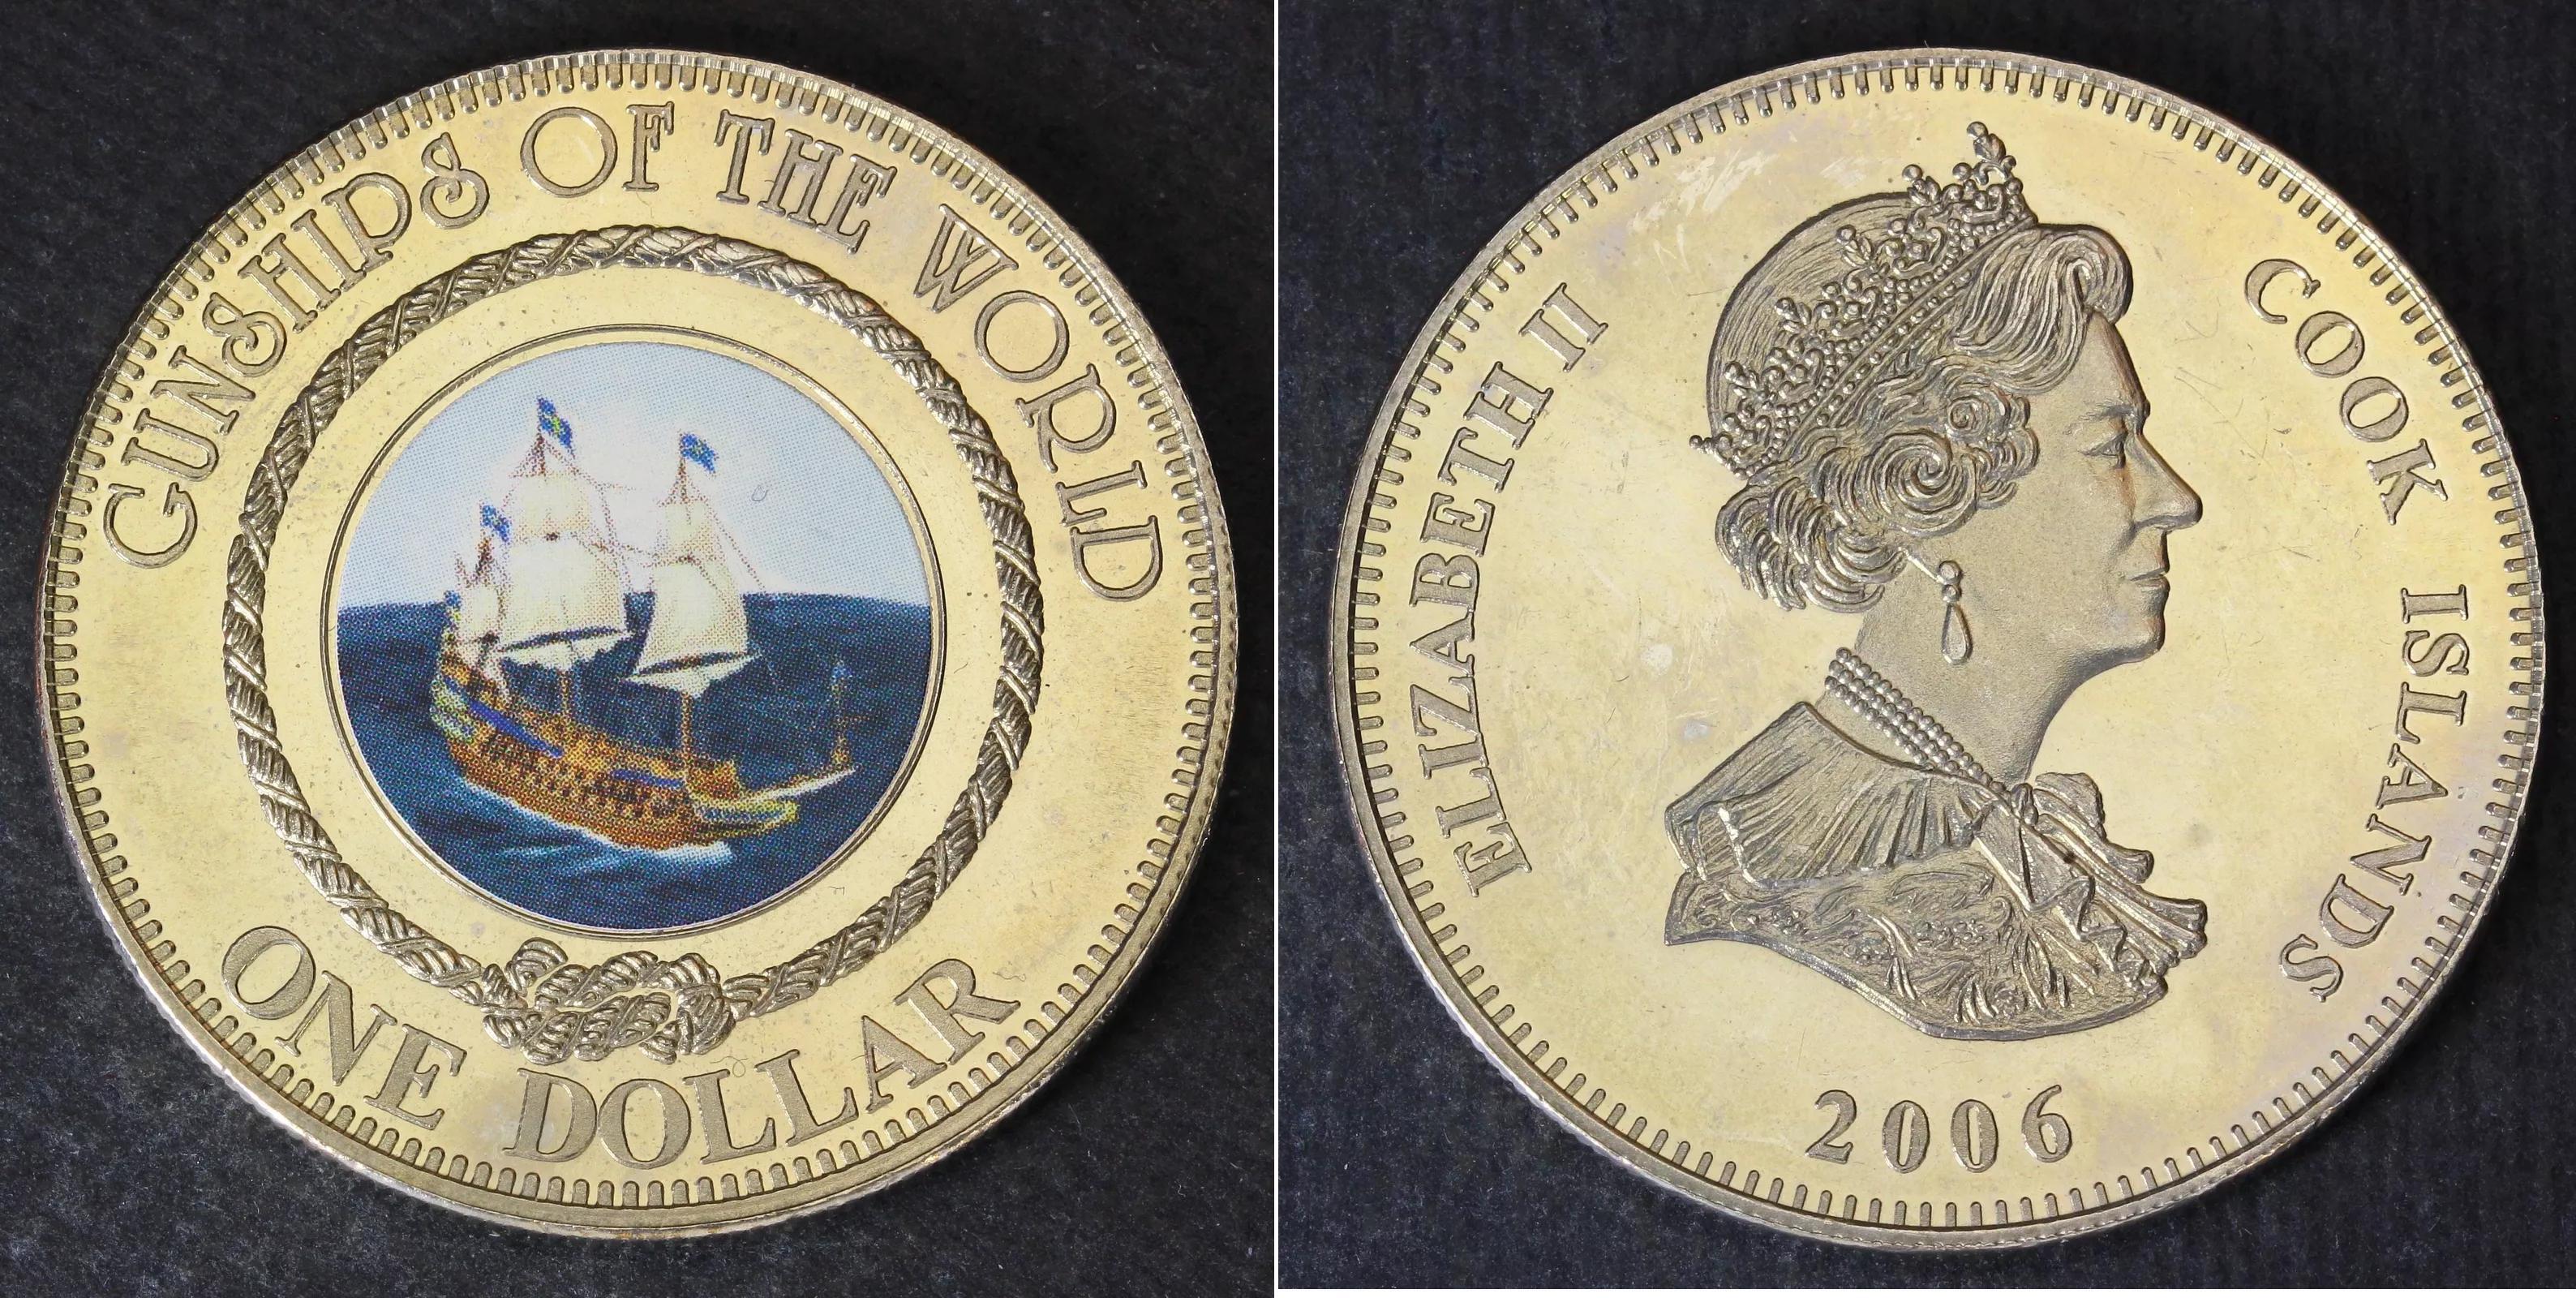 GUNSHIPS OF THE WORLD
ONE DOLLAR
ELIZABETH II
COOK ISLANDS
2006